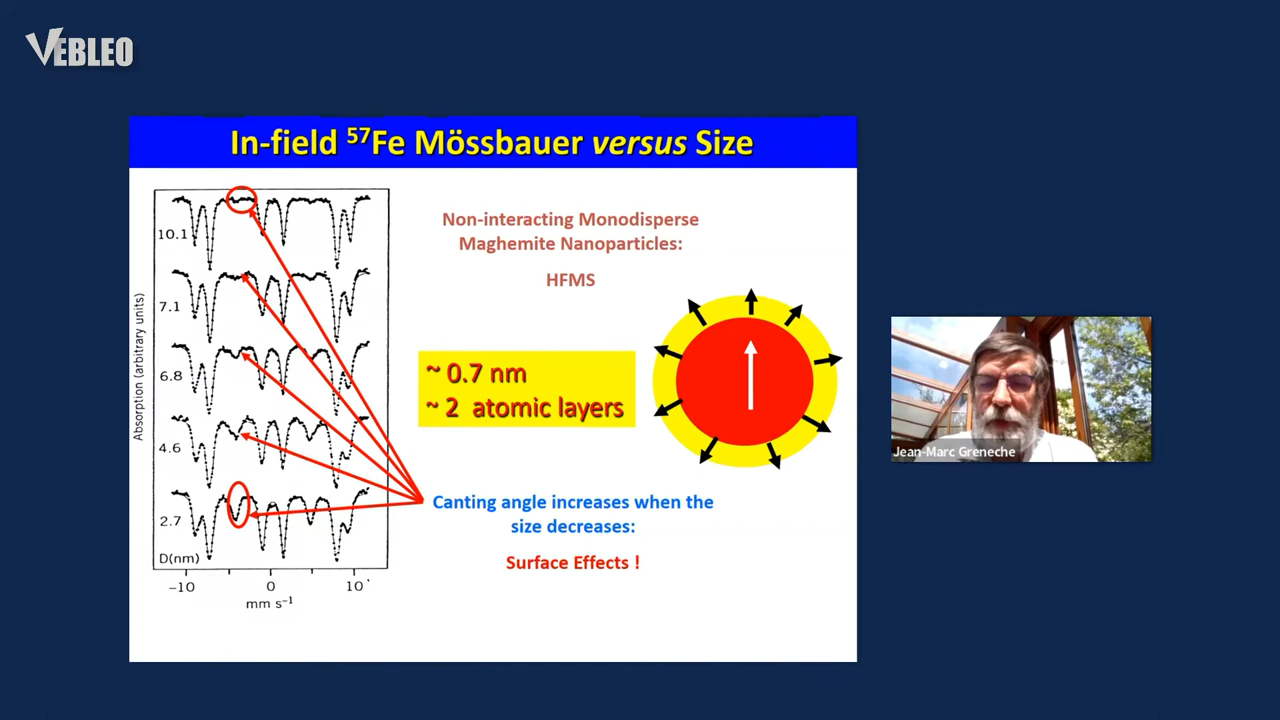 VEBLEO
In-field ⁵⁷Fe Mössbauer versus Size
10.1
7.1
6.8
4.6
2.7
D(nm)
Absorption (arbitrary units)
−10 0 10
mm s⁻¹
Non-interacting Monodisperse
Maghemite Nanoparticles:
HFMS
~ 0.7 nm
~ 2 atomic layers
Canting angle increases when the
size decreases:
Surface Effects !
Jean-Marc Greneche